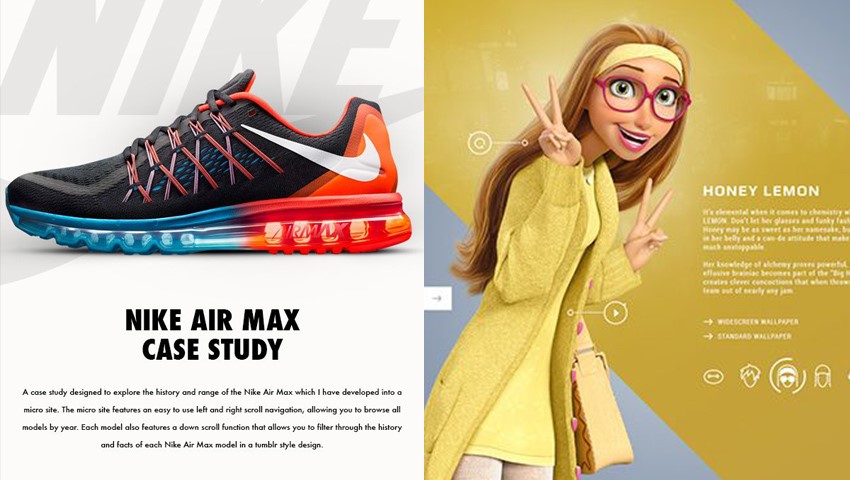 NIKE
AIRMAX
NIKE AIR MAX
CASE STUDY
A case study designed to explore the history and range of the Nike Air Max which I have developed into a
micro site. The micro site features an easy to use left and right scroll navigation, allowing you to browse all
models by year. Each model also features a down scroll function that allows you to filter through the history
and facts of each Nike Air Max model in a tumblr style design.
HONEY LEMON
It's elemental when it comes to chemistry
LEMON. Don't let her glasses and funky
Honey may be as sweet as her namesake,
in her belly and a can-do attitude that
much unstoppable.
Her knowledge of alchemy proves powerful,
effusive brainiac becomes part of the "Big
creates clever concoctions that when
team out of nearly any jam.
WIDESCREEN WALLPAPER
STANDARD WALLPAPER